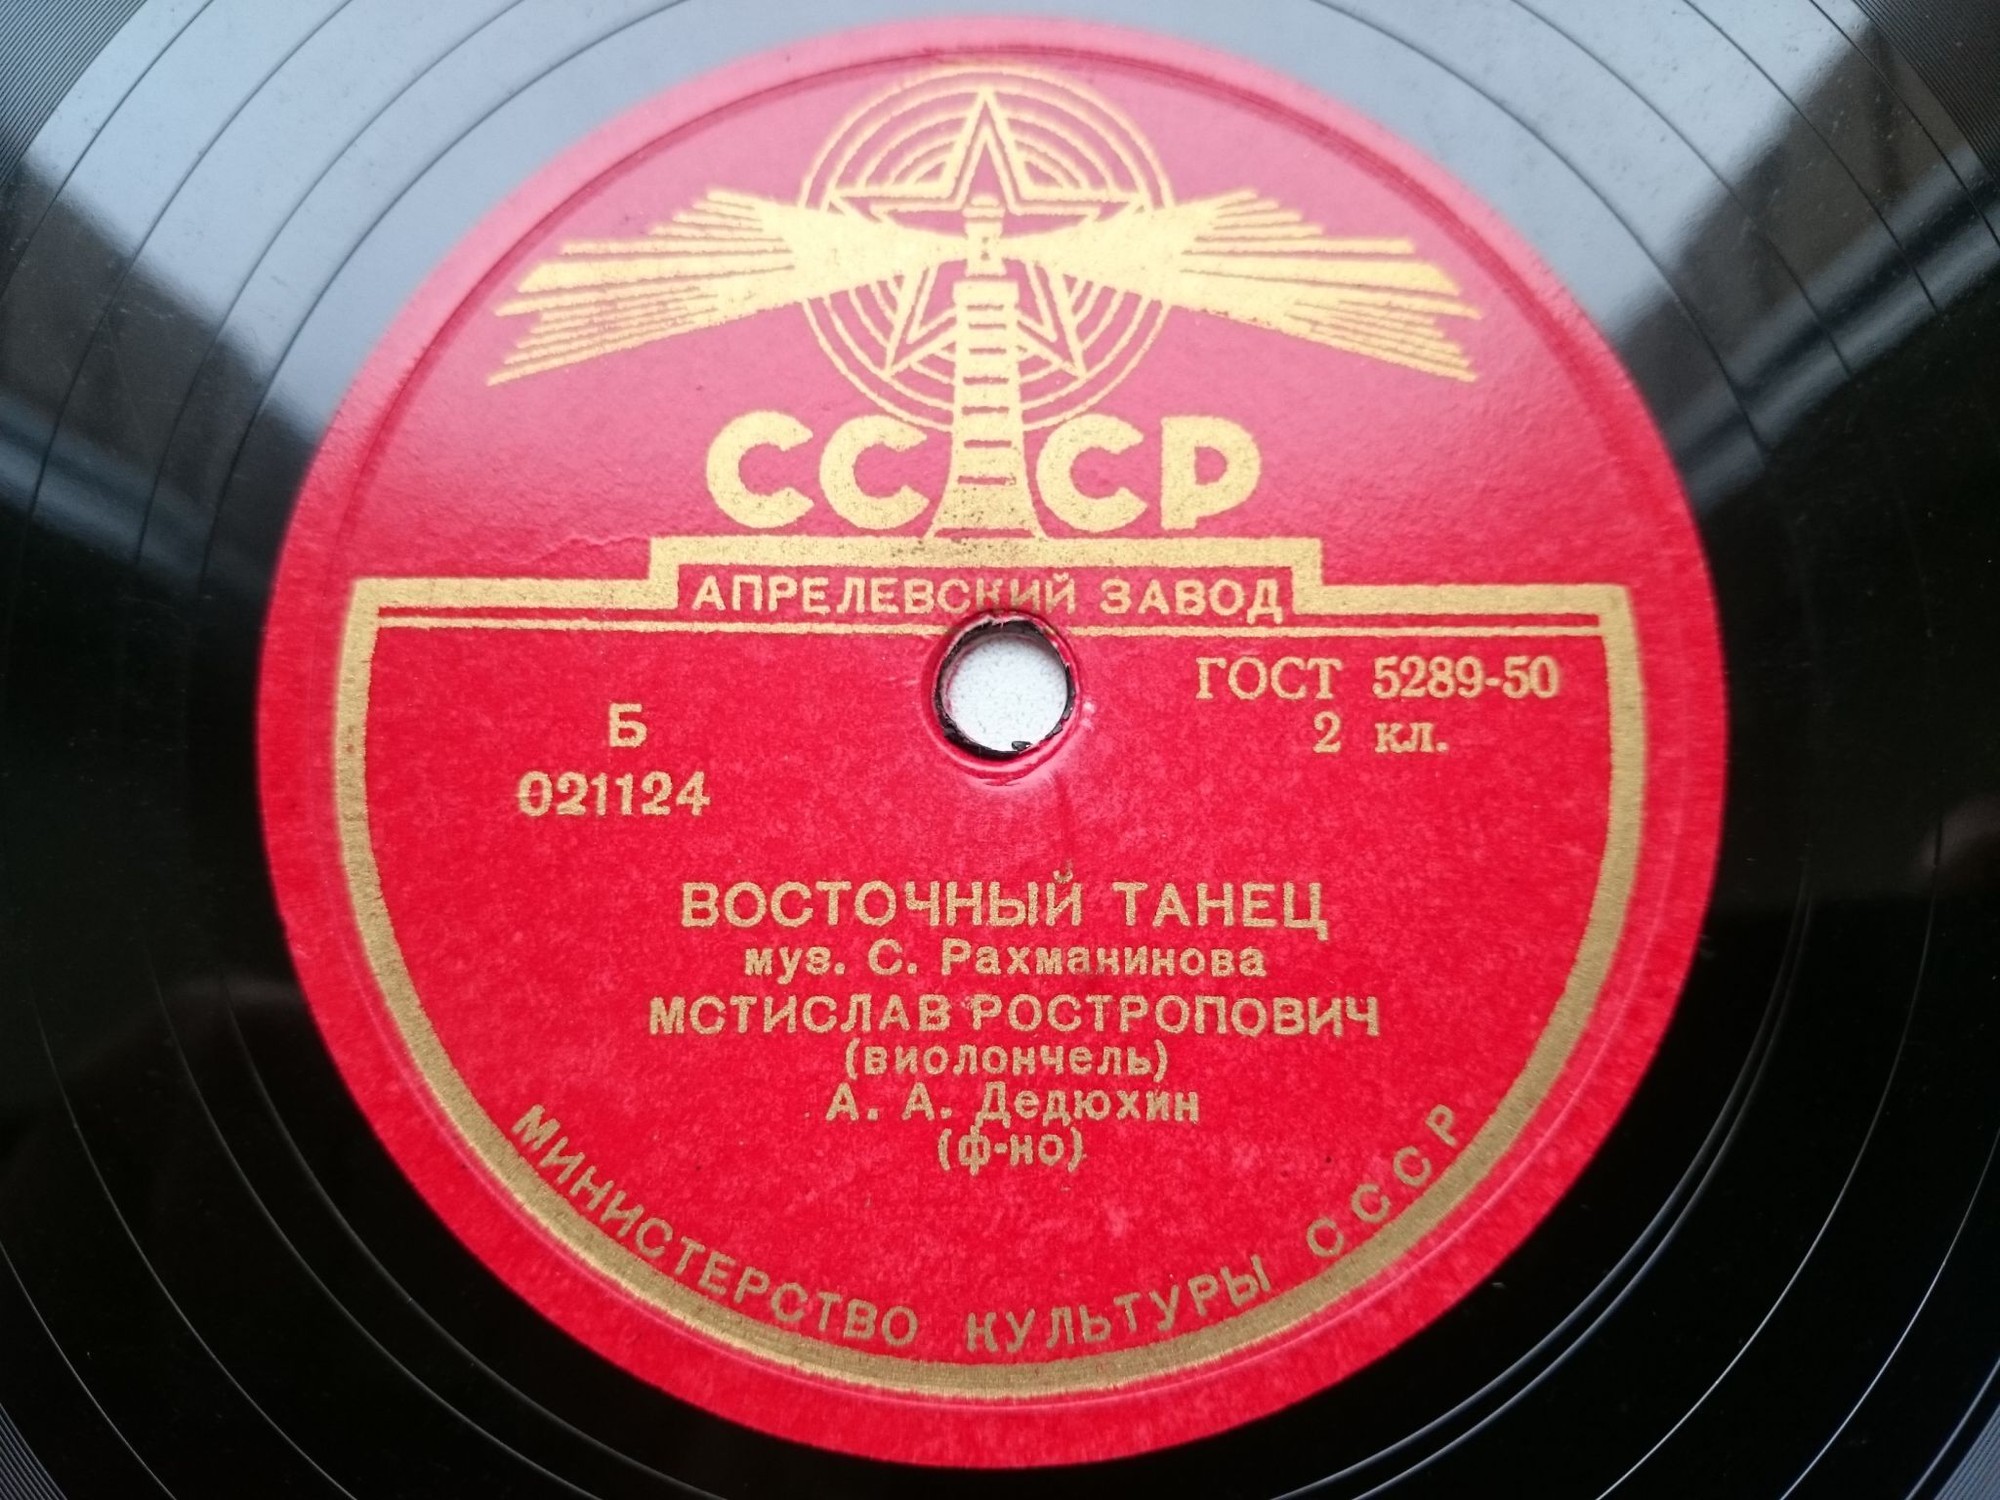 СССР
АПРЕЛЕВСКИЙ ЗАВОД
ГОСТ 5289-50
2 кл.
Б
021124
ВОСТОЧНЫЙ ТАНЕЦ
муз. С. Рахманинова
МСТИСЛАВ РОСТРОПОВИЧ
(виолончель)
А. А. Дедюхин
(ф-но)
МИНИСТЕРСТВО КУЛЬТУРЫ СССР